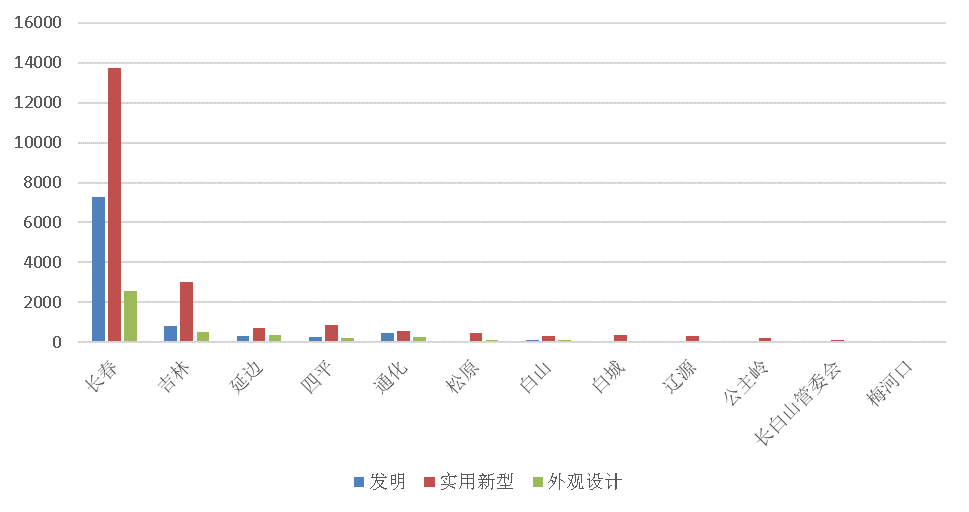 16000
14000
12000
10000
8000
6000
4000
2000
0
长春
吉林
延边
四平
通化
松原
白山
白城
辽源
公主岭
长白山管委会
梅河口
发明 实用新型 外观设计